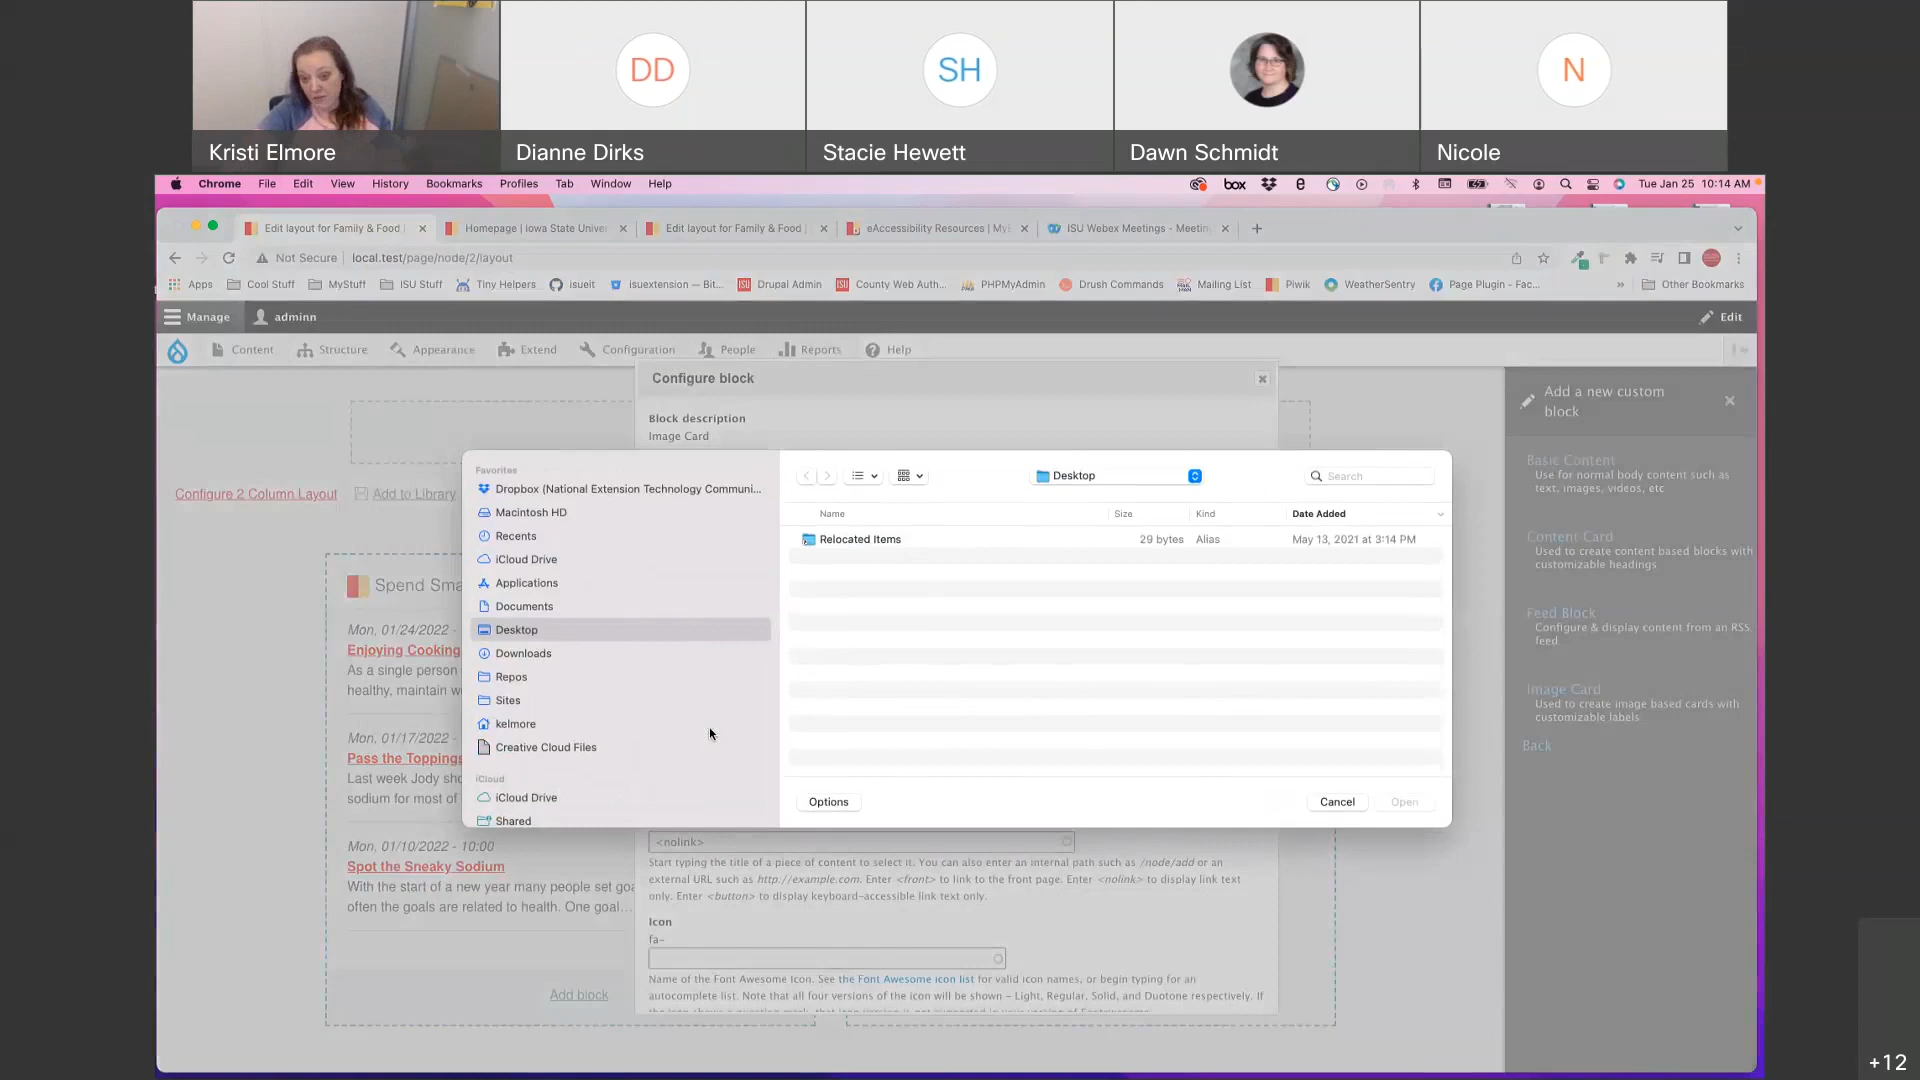 DD
SH
N
Kristi Elmore
Dianne Dirks
Stacie Hewett
Dawn Schmidt
Nicole
Chrome File Edit View History Bookmarks Profiles Tab Window Help
box
Tue Jan 25 10:14 AM
Edit layout for Family & Food |
Homepage | Iowa State Univer
Edit layout for Family & Food |
eAccessibility Resources | MyE
ISU Webex Meetings - Meetin
Not Secure | local.test/page/node/2/layout
Apps Cool Stuff MyStuff ISU Stuff Tiny Helpers isueit isuextension — Bit... Drupal Admin County Web Auth... PHPMyAdmin Drush Commands Mailing List Piwik WeatherSentry Page Plugin - Fac... » Other Bookmarks
Manage adminn Edit
Content Structure Appearance Extend Configuration People Reports Help
Configure block
Block description
Image Card
Add a new custom
block
Basic Content
Use for normal body content such as
text, images, videos, etc
Content Card
Used to create content based blocks with
customizable headings
Feed Block
Configure & display content from an RSS
feed
Image Card
Used to create image based cards with
customizable labels
Back
Configure 2 Column Layout Add to Library
Favorites
Dropbox (National Extension Technology Communi...
Macintosh HD
Recents
iCloud Drive
Applications
Documents
Desktop
Downloads
Repos
Sites
kelmore
Creative Cloud Files
iCloud
iCloud Drive
Shared
Desktop
Search
Name Size Kind Date Added
Relocated Items 29 bytes Alias May 13, 2021 at 3:14 PM
Options Cancel Open
Spend Sma
Mon, 01/24/2022 -
Enjoying Cooking
As a single person
healthy, maintain w
Mon, 01/17/2022 -
Pass the Toppings
Last week Jody sh
sodium for most of
Mon, 01/10/2022 - 10:00
Spot the Sneaky Sodium
With the start of a new year many people set goa
often the goals are related to health. One goal…
Add block
<nolink>
Start typing the title of a piece of content to select it. You can also enter an internal path such as /node/add or an
external URL such as http://example.com. Enter <front> to link to the front page. Enter <nolink> to display link text
only. Enter <button> to display keyboard-accessible link text only.
Icon
fa-
Name of the Font Awesome Icon. See the Font Awesome icon list for valid icon names, or begin typing for an
autocomplete list. Note that all four versions of the icon will be shown - Light, Regular, Solid, and Duotone respectively. If
+12